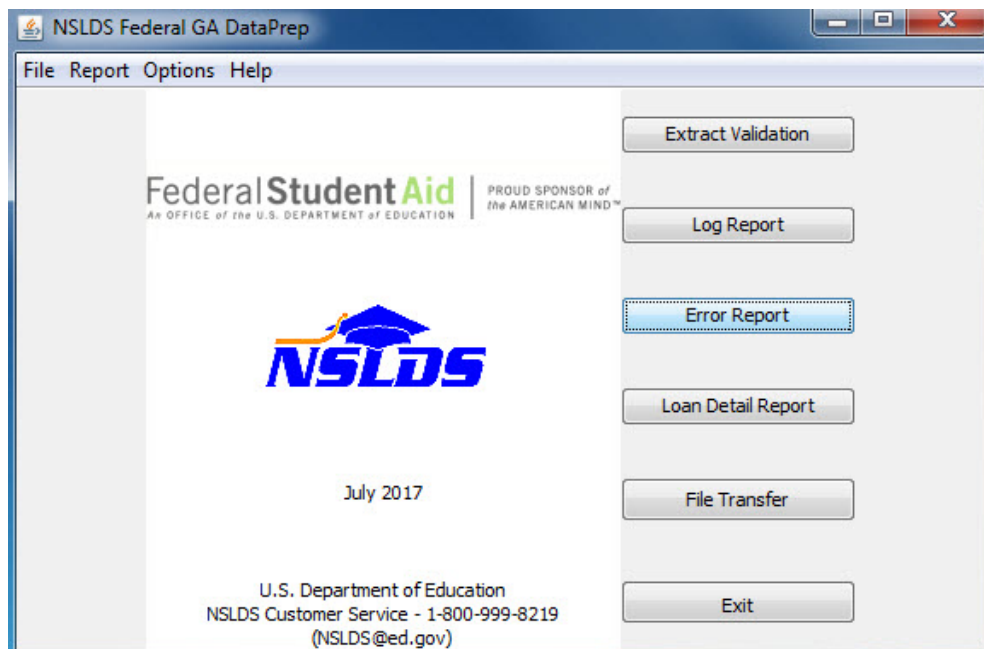 NSLDS Federal GA DataPrep
File Report Options Help
Federal Student Aid
An OFFICE of the U.S. DEPARTMENT of EDUCATION
PROUD SPONSOR of
the AMERICAN MIND™
NSLDS
July 2017
U.S. Department of Education
NSLDS Customer Service - 1-800-999-8219
(NSLDS@ed.gov)
Extract Validation
Log Report
Error Report
Loan Detail Report
File Transfer
Exit